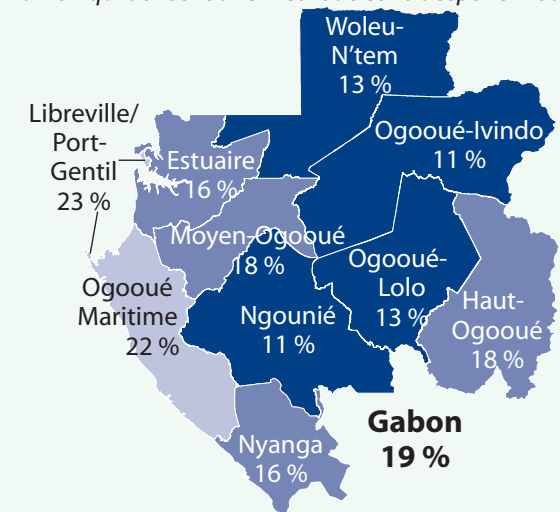 Woleu-
N'tem
13 %
Libreville/
Port-
Gentil
23 %
Estuaire
16 %
Ogooué-Ivindo
11 %
Moyen-Ogooué
18 %
Ogooué-
Lolo
13 %
Ogooué
Maritime
22 %
Ngounié
11 %
Haut-
Ogooué
18 %
Gabon
19 %
Nyanga
16 %